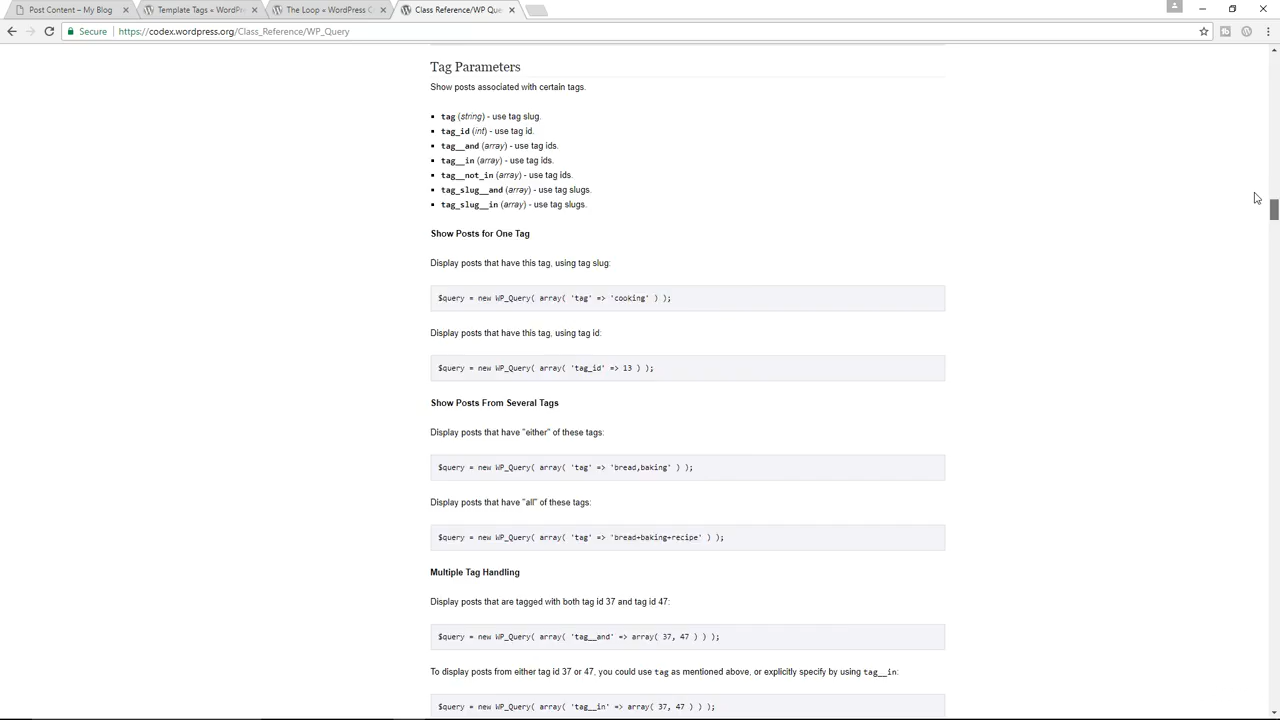 Post Content – My Blog
Template Tags « WordPr
The Loop « WordPress C
Class Reference/WP Que
Secure
https://codex.wordpress.org/Class_Reference/WP_Query
Tag Parameters
Show posts associated with certain tags.
tag (string) - use tag slug.
tag_id (int) - use tag id.
tag__and (array) - use tag ids.
tag__in (array) - use tag ids.
tag__not_in (array) - use tag ids.
tag_slug__and (array) - use tag slugs.
tag_slug__in (array) - use tag slugs.
Show Posts for One Tag
Display posts that have this tag, using tag slug:
$query = new WP_Query( array( 'tag' => 'cooking' ) );
Display posts that have this tag, using tag id:
$query = new WP_Query( array( 'tag_id' => 13 ) );
Show Posts From Several Tags
Display posts that have "either" of these tags:
$query = new WP_Query( array( 'tag' => 'bread,baking' ) );
Display posts that have "all" of these tags:
$query = new WP_Query( array( 'tag' => 'bread+baking+recipe' ) );
Multiple Tag Handling
Display posts that are tagged with both tag id 37 and tag id 47:
$query = new WP_Query( array( 'tag__and' => array( 37, 47 ) ) );
To display posts from either tag id 37 or 47, you could use tag as mentioned above, or explicitly specify by using tag__in:
$query = new WP_Query( array( 'tag__in' => array( 37, 47 ) ) );